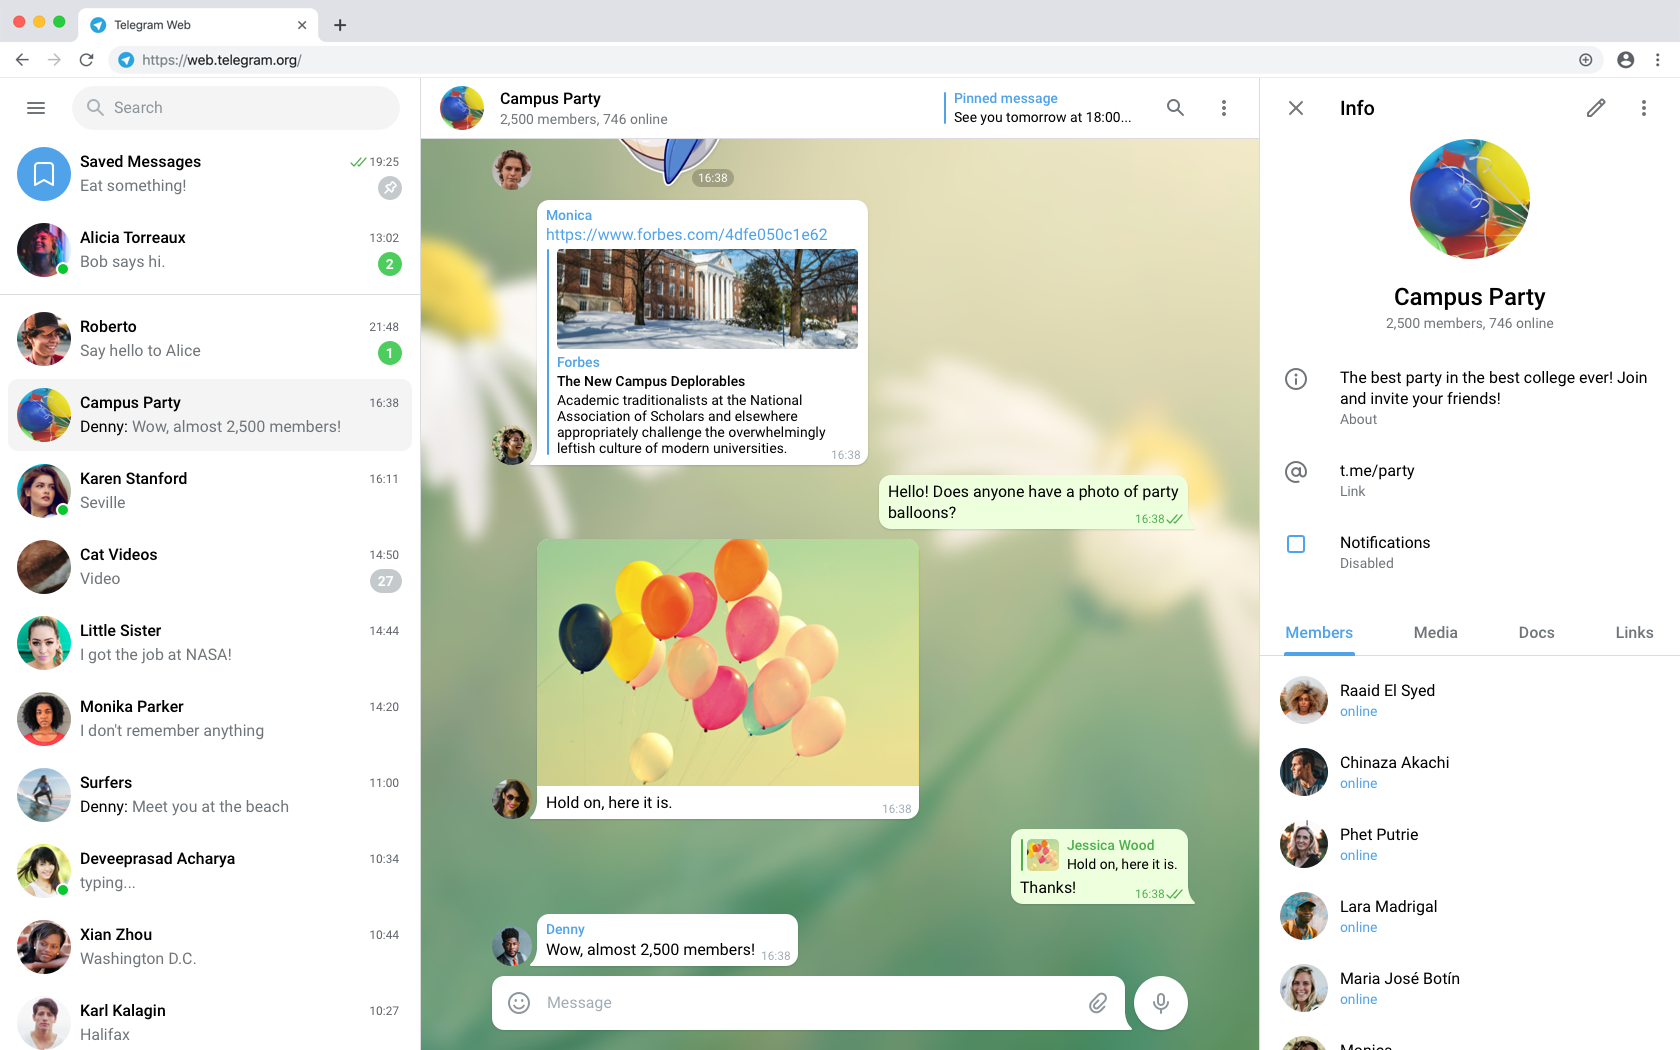 Telegram Web
https://web.telegram.org/
Search
Saved Messages
19:25
Eat something!
Alicia Torreaux
13:02
Bob says hi.
2
Roberto
21:48
Say hello to Alice
1
Campus Party
16:38
Denny: Wow, almost 2,500 members!
Karen Stanford
16:11
Seville
Cat Videos
14:50
Video
27
Little Sister
14:44
I got the job at NASA!
Monika Parker
14:20
I don't remember anything
Surfers
11:00
Denny: Meet you at the beach
Deveeprasad Acharya
10:34
typing...
Xian Zhou
10:44
Washington D.C.
Karl Kalagin
10:27
Halifax
Campus Party
2,500 members, 746 online
Pinned message
See you tomorrow at 18:00...
16:38
Monica
https://www.forbes.com/4dfe050c1e62
Forbes
The New Campus Deplorables
Academic traditionalists at the National
Association of Scholars and elsewhere
appropriately challenge the overwhelmingly
leftish culture of modern universities.
16:38
Hello! Does anyone have a photo of party
balloons?
16:38
Hold on, here it is.
16:38
Jessica Wood
Hold on, here it is.
Thanks!
16:38
Denny
Wow, almost 2,500 members!
16:38
Message
Info
Campus Party
2,500 members, 746 online
The best party in the best college ever! Join
and invite your friends!
About
t.me/party
Link
Notifications
Disabled
Members
Media
Docs
Links
Raaid El Syed
online
Chinaza Akachi
online
Phet Putrie
online
Lara Madrigal
online
Maria José Botín
online
Monica